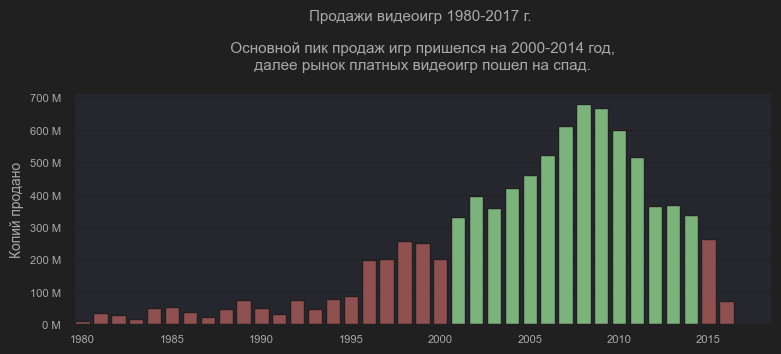 Продажи видеоигр 1980-2017 г.
Основной пик продаж игр пришелся на 2000-2014 год,
далее рынок платных видеоигр пошел на спад.
Копий продано
700 M
600 M
500 M
400 M
300 M
200 M
100 M
0 M
1980
1985
1990
1995
2000
2005
2010
2015